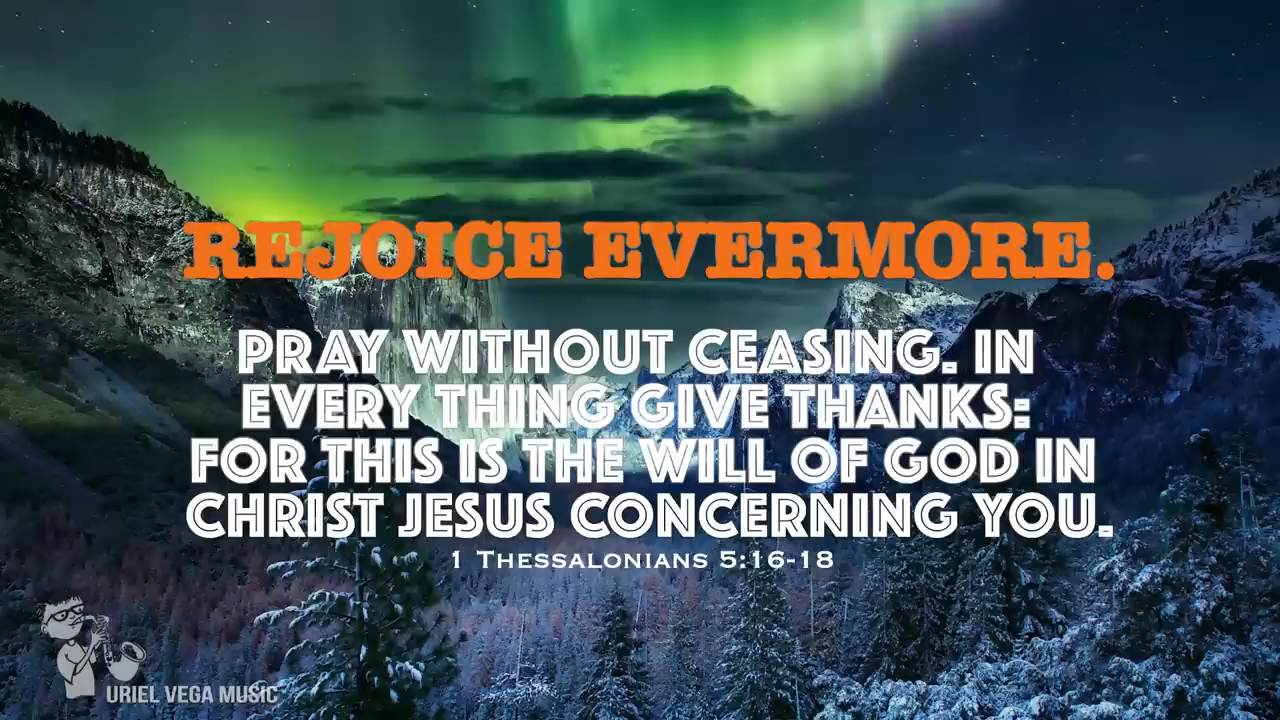 REJOICE EVERMORE.
PRAY WITHOUT CEASING. IN
EVERY THING GIVE THANKS:
FOR THIS IS THE WILL OF GOD IN
CHRIST JESUS CONCERNING YOU.
1 THESSALONIANS 5:16-18
URIEL VEGA MUSIC